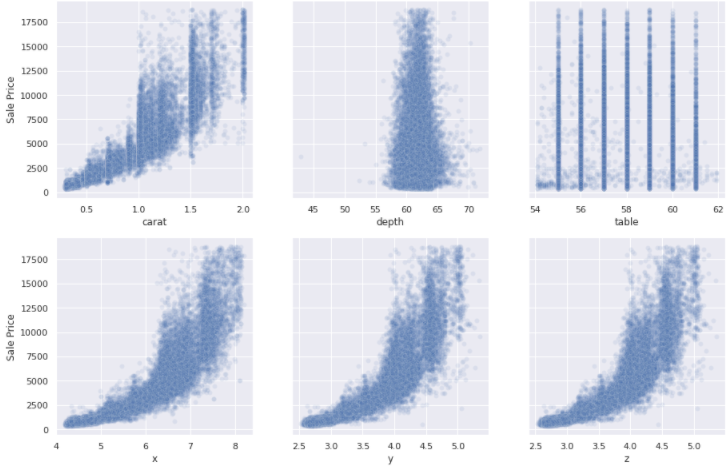 17500
15000
12500
10000
7500
5000
2500
0
Sale Price
0.5 1.0 1.5 2.0
carat
45 50 55 60 65 70
depth
54 56 58 60 62
table
17500
15000
12500
10000
7500
5000
2500
0
Sale Price
4 5 6 7 8
x
2.5 3.0 3.5 4.0 4.5 5.0
y
2.5 3.0 3.5 4.0 4.5 5.0
z